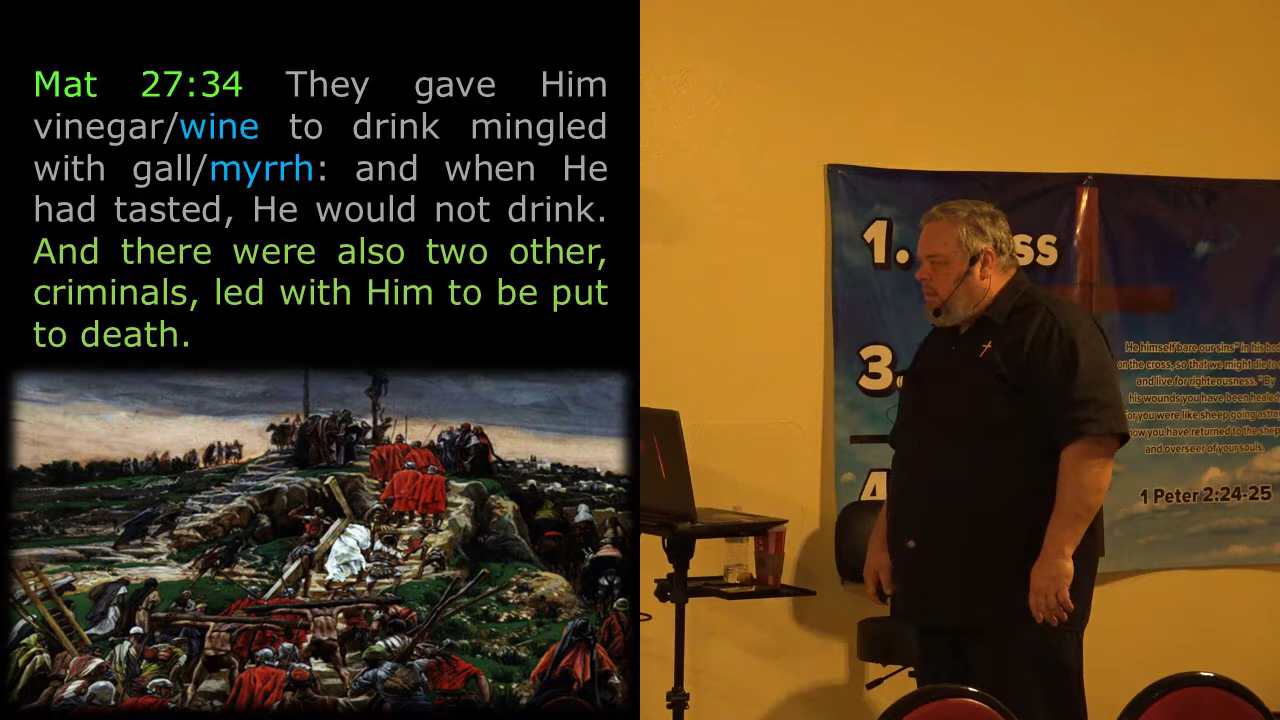 Mat 27:34 They gave Him
vinegar/wine to drink mingled
with gall/myrrh: and when He
had tasted, He would not drink.
And there were also two other,
criminals, led with Him to be put
to death.
1.
ss
3.
4
He himself bare our sins" in his
on the cross, so that we might die to
and live for righteousness. "By
his wounds you have been healed
for you were like sheep going
now you have returned to the
and overseer of your souls.
1 Peter 2:24-25